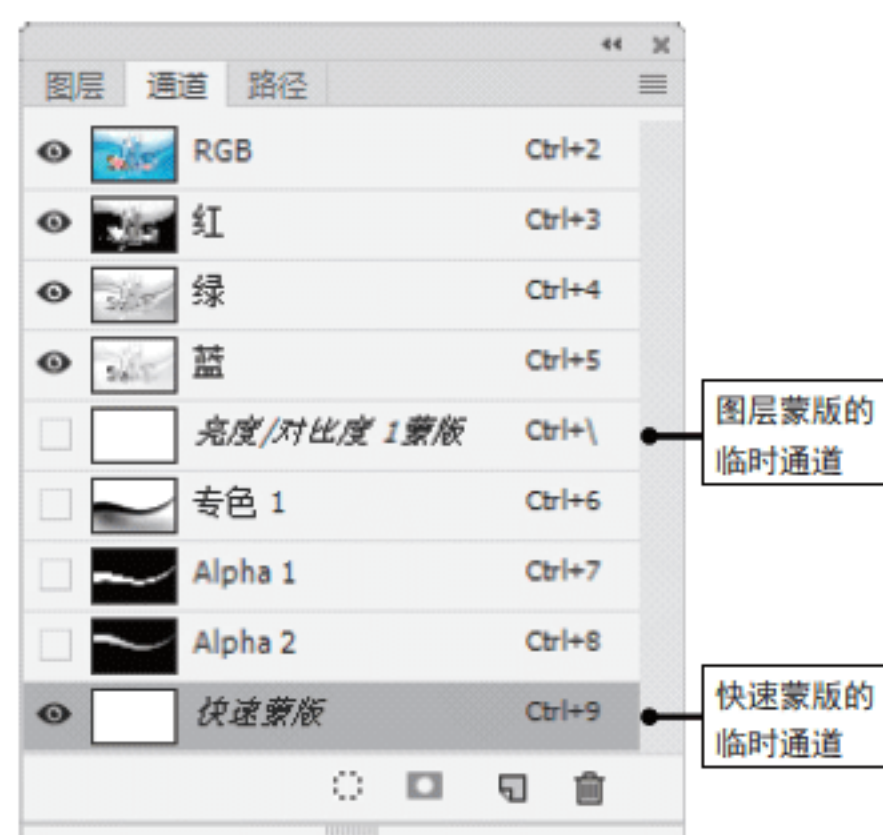 图层 通道 路径
RGB Ctrl+2
红 Ctrl+3
绿 Ctrl+4
蓝 Ctrl+5
亮度/对比度 1蒙版 Ctrl+\
图层蒙版的
临时通道
专色 1 Ctrl+6
Alpha 1 Ctrl+7
Alpha 2 Ctrl+8
快速蒙版 Ctrl+9
快速蒙版的
临时通道